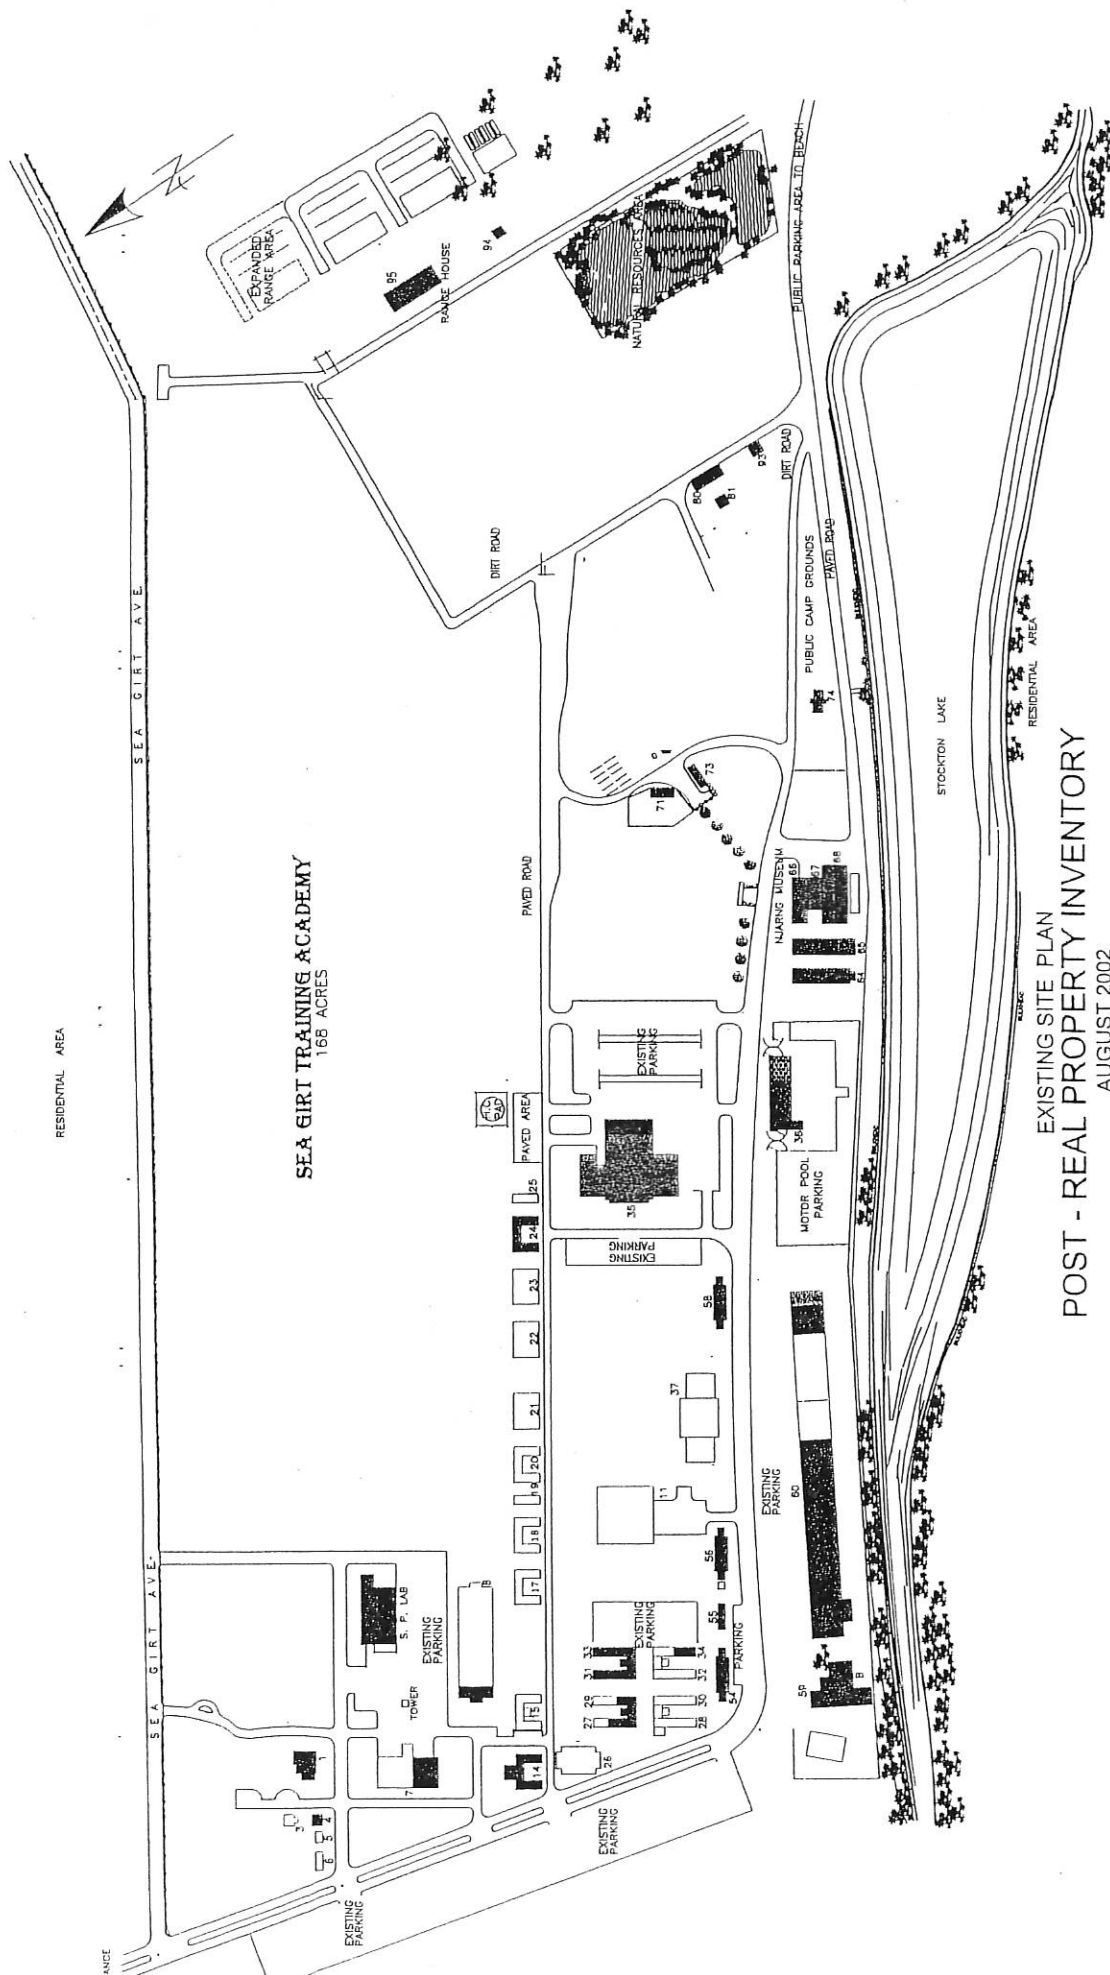 RESIDENTIAL AREA
SEA GIRT AVE.
SEA GIRT AVE.
SEA GIRT TRAINING ACADEMY
168 ACRES
N
EXPANDED
RANGE AREA
95
RANGE HOUSE
94
NATURAL RESOURCES AREA
PUBLIC PARKING AREA TO BEACH
DIRT ROAD
80
81
93
DIRT ROAD
PAVED ROAD
PUBLIC CAMP GROUNDS
PAVED ROAD
74
71
73
NJARNG MUSEUM
66
67
68
65
64
H.C.
PAD
PAVED AREA
EXISTING
PARKING
35
36
MOTOR POOL
PARKING
EXISTING
PARKING
25
24
23
22
21
20
19
18
17
15
14
58
37
11
56
55
54
PARKING
EXISTING
PARKING
60
EXISTING
PARKING
33
31
29
27
34
32
30
28
26
59
B
S. P. LAB
EXISTING
PARKING
TOWER
1
7
3
4
5
6
EXISTING
PARKING
EXISTING
PARKING
STOCKTON LAKE
RESIDENTIAL AREA
EXISTING SITE PLAN
POST - REAL PROPERTY INVENTORY
AUGUST 2002